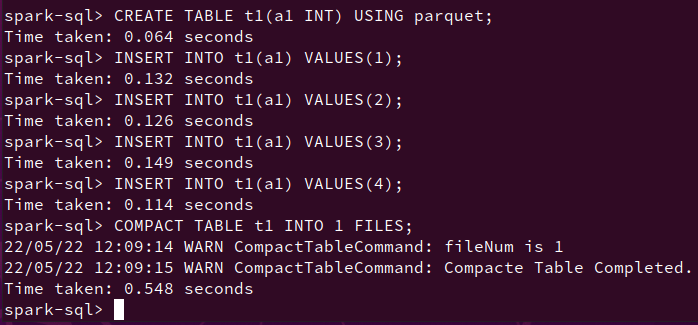 spark-sql> CREATE TABLE t1(a1 INT) USING parquet;
Time taken: 0.064 seconds
spark-sql> INSERT INTO t1(a1) VALUES(1);
Time taken: 0.132 seconds
spark-sql> INSERT INTO t1(a1) VALUES(2);
Time taken: 0.126 seconds
spark-sql> INSERT INTO t1(a1) VALUES(3);
Time taken: 0.149 seconds
spark-sql> INSERT INTO t1(a1) VALUES(4);
Time taken: 0.114 seconds
spark-sql> COMPACT TABLE t1 INTO 1 FILES;
22/05/22 12:09:14 WARN CompactTableCommand: fileNum is 1
22/05/22 12:09:15 WARN CompactTableCommand: Compacte Table Completed.
Time taken: 0.548 seconds
spark-sql>